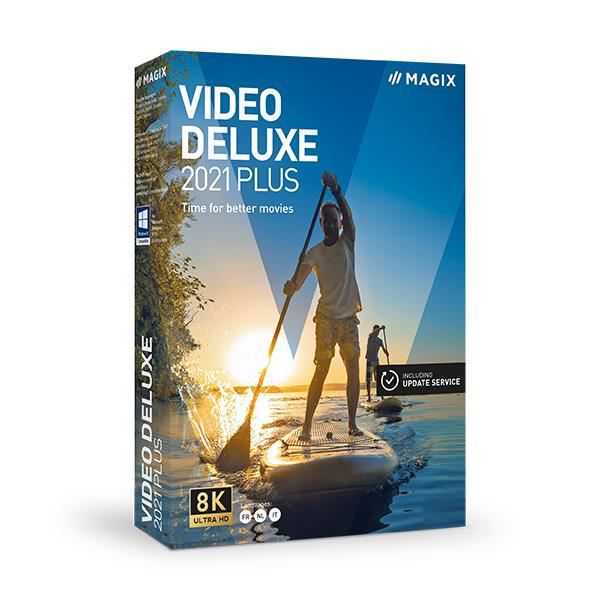 MAGIX
VIDEO
DELUXE
2021 PLUS
Time for better movies
INCLUDING
UPDATE SERVICE
8K
ULTRA HD
Languages:
FR NL IT
VIDEO DELUXE
2021 PLUS